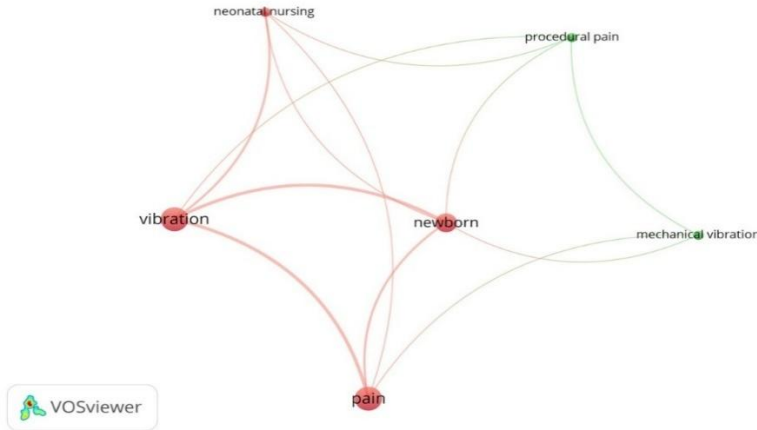 neonatal nursing
procedural pain
vibration
newborn
mechanical vibration
pain
VOSviewer